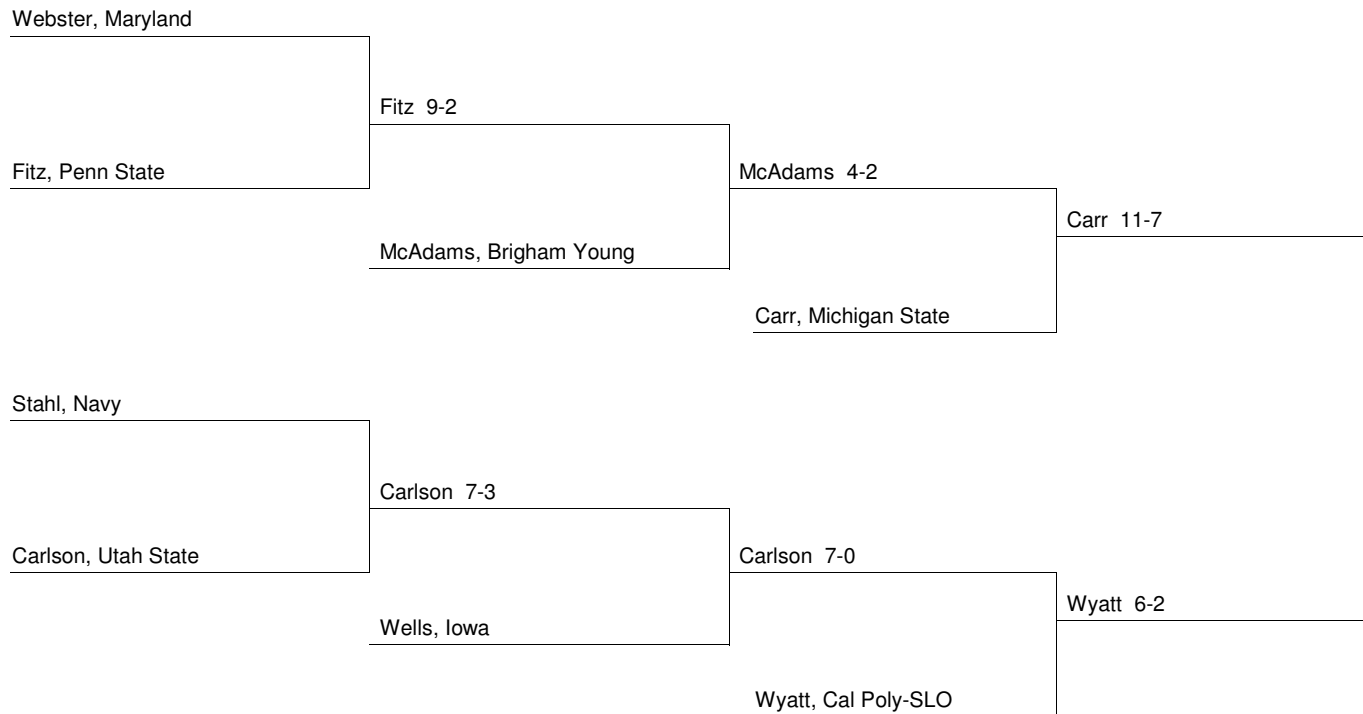 Webster, Maryland
Fitz 9-2
Fitz, Penn State
McAdams 4-2
Carr 11-7
McAdams, Brigham Young
Carr, Michigan State
Stahl, Navy
Carlson 7-3
Carlson, Utah State
Carlson 7-0
Wyatt 6-2
Wells, Iowa
Wyatt, Cal Poly-SLO